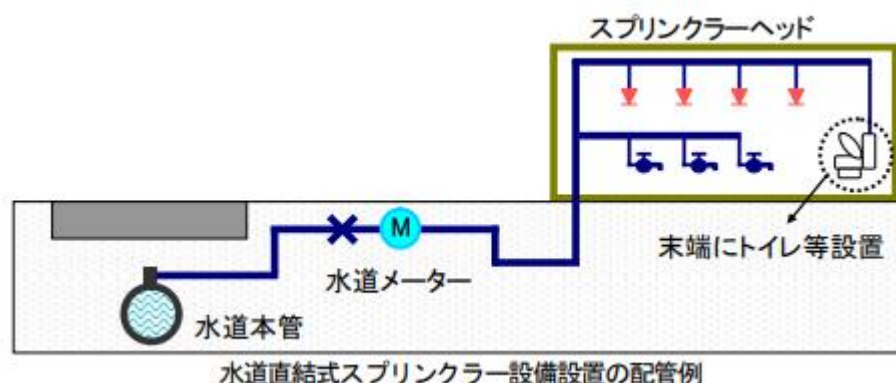 スプリンクラーヘッド
M
末端にトイレ等設置
水道メーター
水道本管
水道直結式スプリンクラー設備設置の配管例